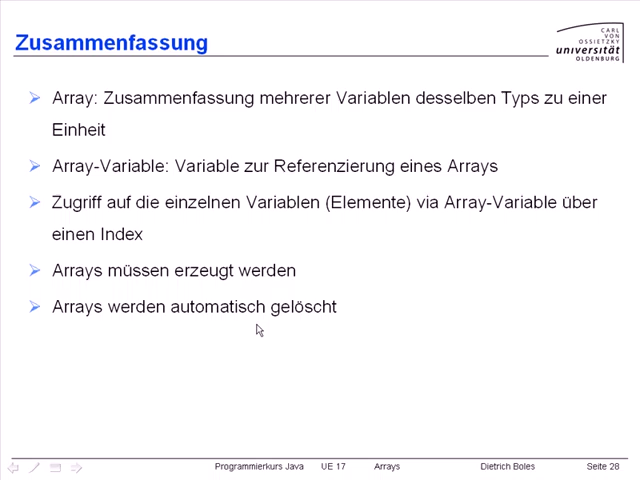 Zusammenfassung
CARL
VON
OSSIETZKY
universität
OLDENBURG
Array: Zusammenfassung mehrerer Variablen desselben Typs zu einer
Einheit
Array-Variable: Variable zur Referenzierung eines Arrays
Zugriff auf die einzelnen Variablen (Elemente) via Array-Variable über
einen Index
Arrays müssen erzeugt werden
Arrays werden automatisch gelöscht
Programmierkurs Java UE 17 Arrays Dietrich Boles Seite 28